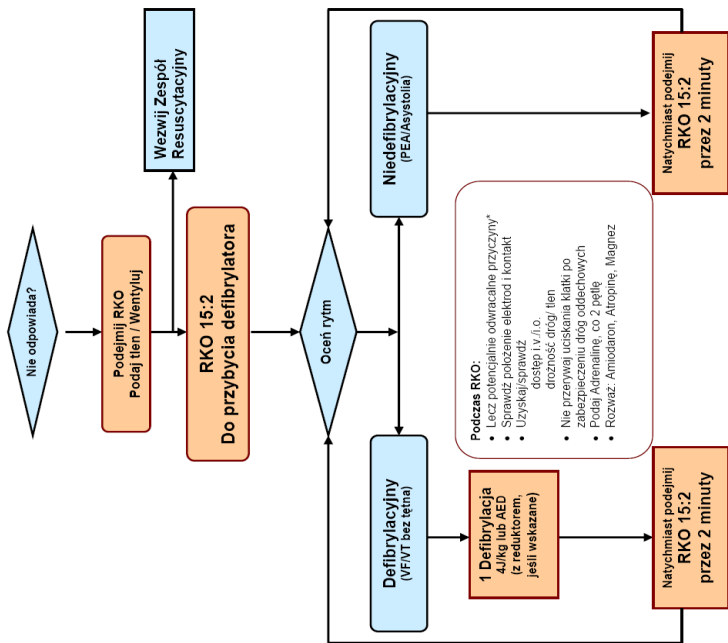 Nie odpowiada?
Podejmij RKO
Podaj tlen / Wentyluj
Wezwij Zespół
Resuscytacyjny
RKO 15:2
Do przybycia defibrylatora
Oceń rytm
Defibrylacyjny
(VF/VT bez tętna)
Niedefibrylacyjny
(PEA/Asystolia)
1 Defibrylacja
4J/kg lub AED
(z reduktorem,
jeśli wskazane)
Podczas RKO:
• Lecz potencjalnie odwracalne przyczyny*
• Sprawdź położenie elektrod i kontakt
• Uzyskaj/sprawdź
dostęp i.v./i.o.
drożność dróg/ tlen
• Nie przerywaj uciskania klatki po
zabezpieczeniu dróg oddechowych
• Podaj Adrenalinę, co 2 pętlę
• Rozważ: Amiodaron, Atropinę, Magnez
Natychmiast podejmij
RKO 15:2
przez 2 minuty
Natychmiast podejmij
RKO 15:2
przez 2 minuty